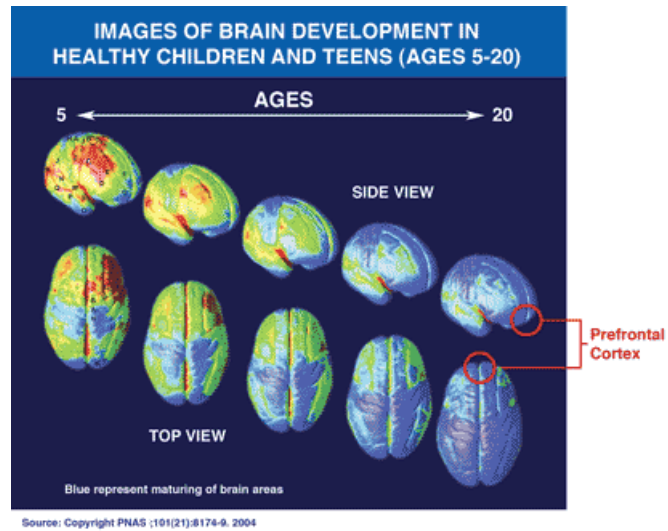 IMAGES OF BRAIN DEVELOPMENT IN
HEALTHY CHILDREN AND TEENS (AGES 5-20)
AGES
5
20
SIDE VIEW
Prefrontal
Cortex
TOP VIEW
Blue represent maturing of brain areas
Source: Copyright PNAS ;101(21):8174-9. 2004